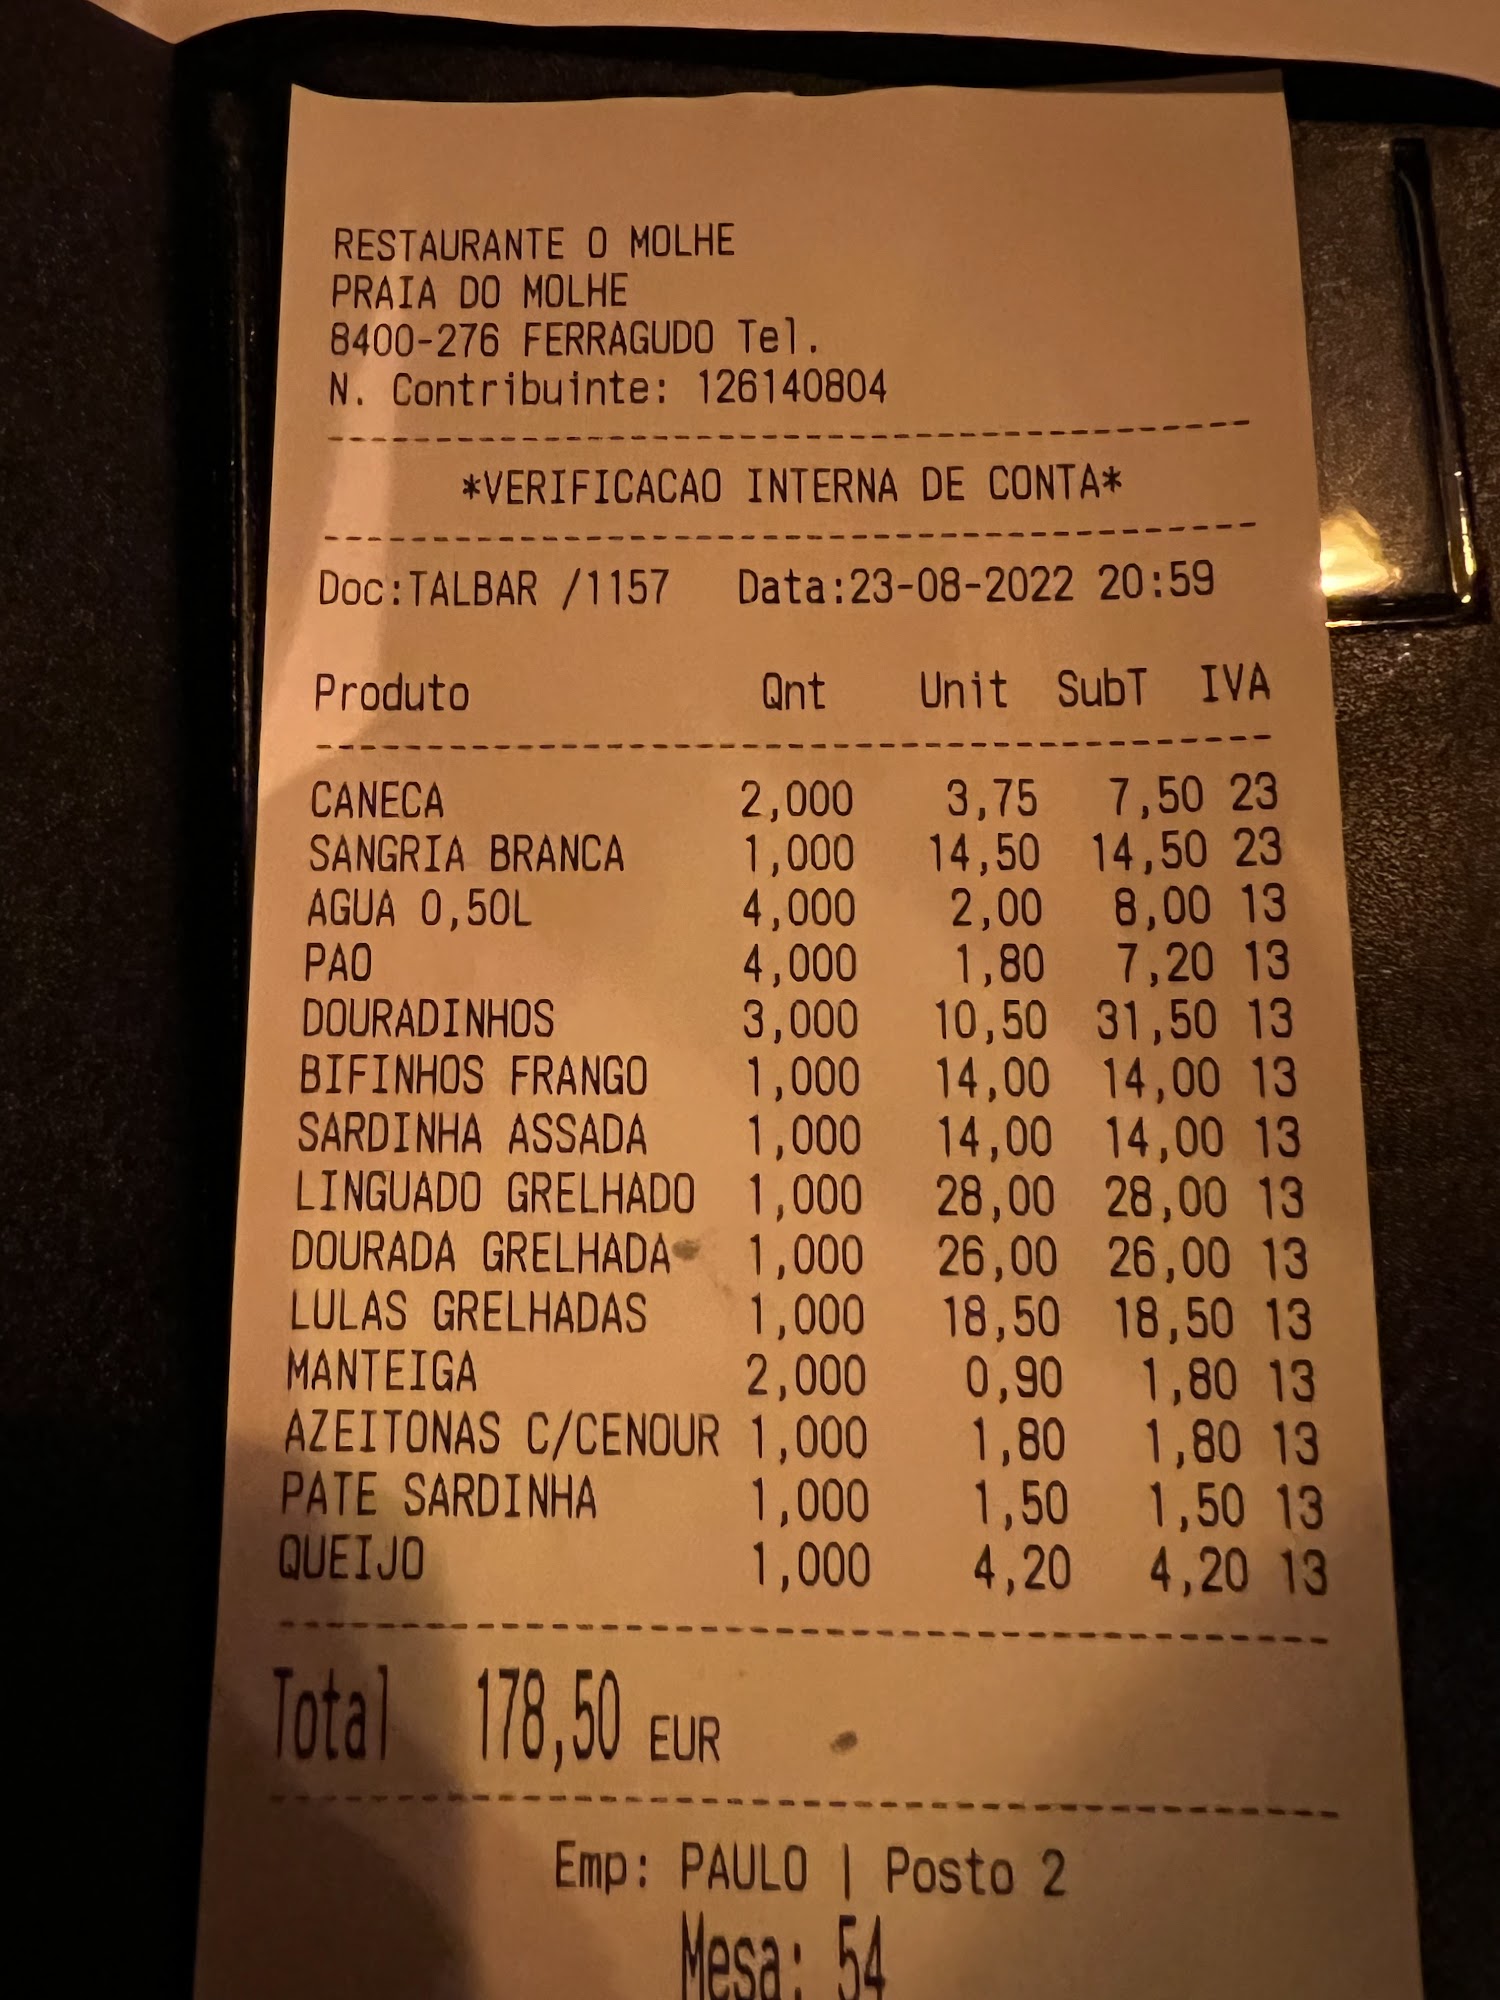 RESTAURANTE O MOLHE
PRAIA DO MOLHE
8400-276 FERRAGUDO Tel.
N. Contribuinte: 126140804
*VERIFICACAO INTERNA DE CONTA*
Doc:TALBAR /1157 Data:23-08-2022 20:59
Produto Qnt Unit SubT IVA
CANECA 2,000 3,75 7,50 23
SANGRIA BRANCA 1,000 14,50 14,50 23
AGUA 0,50L 4,000 2,00 8,00 13
PAO 4,000 1,80 7,20 13
DOURADINHOS 3,000 10,50 31,50 13
BIFINHOS FRANGO 1,000 14,00 14,00 13
SARDINHA ASSADA 1,000 14,00 14,00 13
LINGUADO GRELHADO 1,000 28,00 28,00 13
DOURADA GRELHADA 1,000 26,00 26,00 13
LULAS GRELHADAS 1,000 18,50 18,50 13
MANTEIGA 2,000 0,90 1,80 13
AZEITONAS C/CENOUR 1,000 1,80 1,80 13
PATE SARDINHA 1,000 1,50 1,50 13
QUEIJO 1,000 4,20 4,20 13
Total 178,50 EUR
Emp: PAULO | Posto 2
Mesa: 54